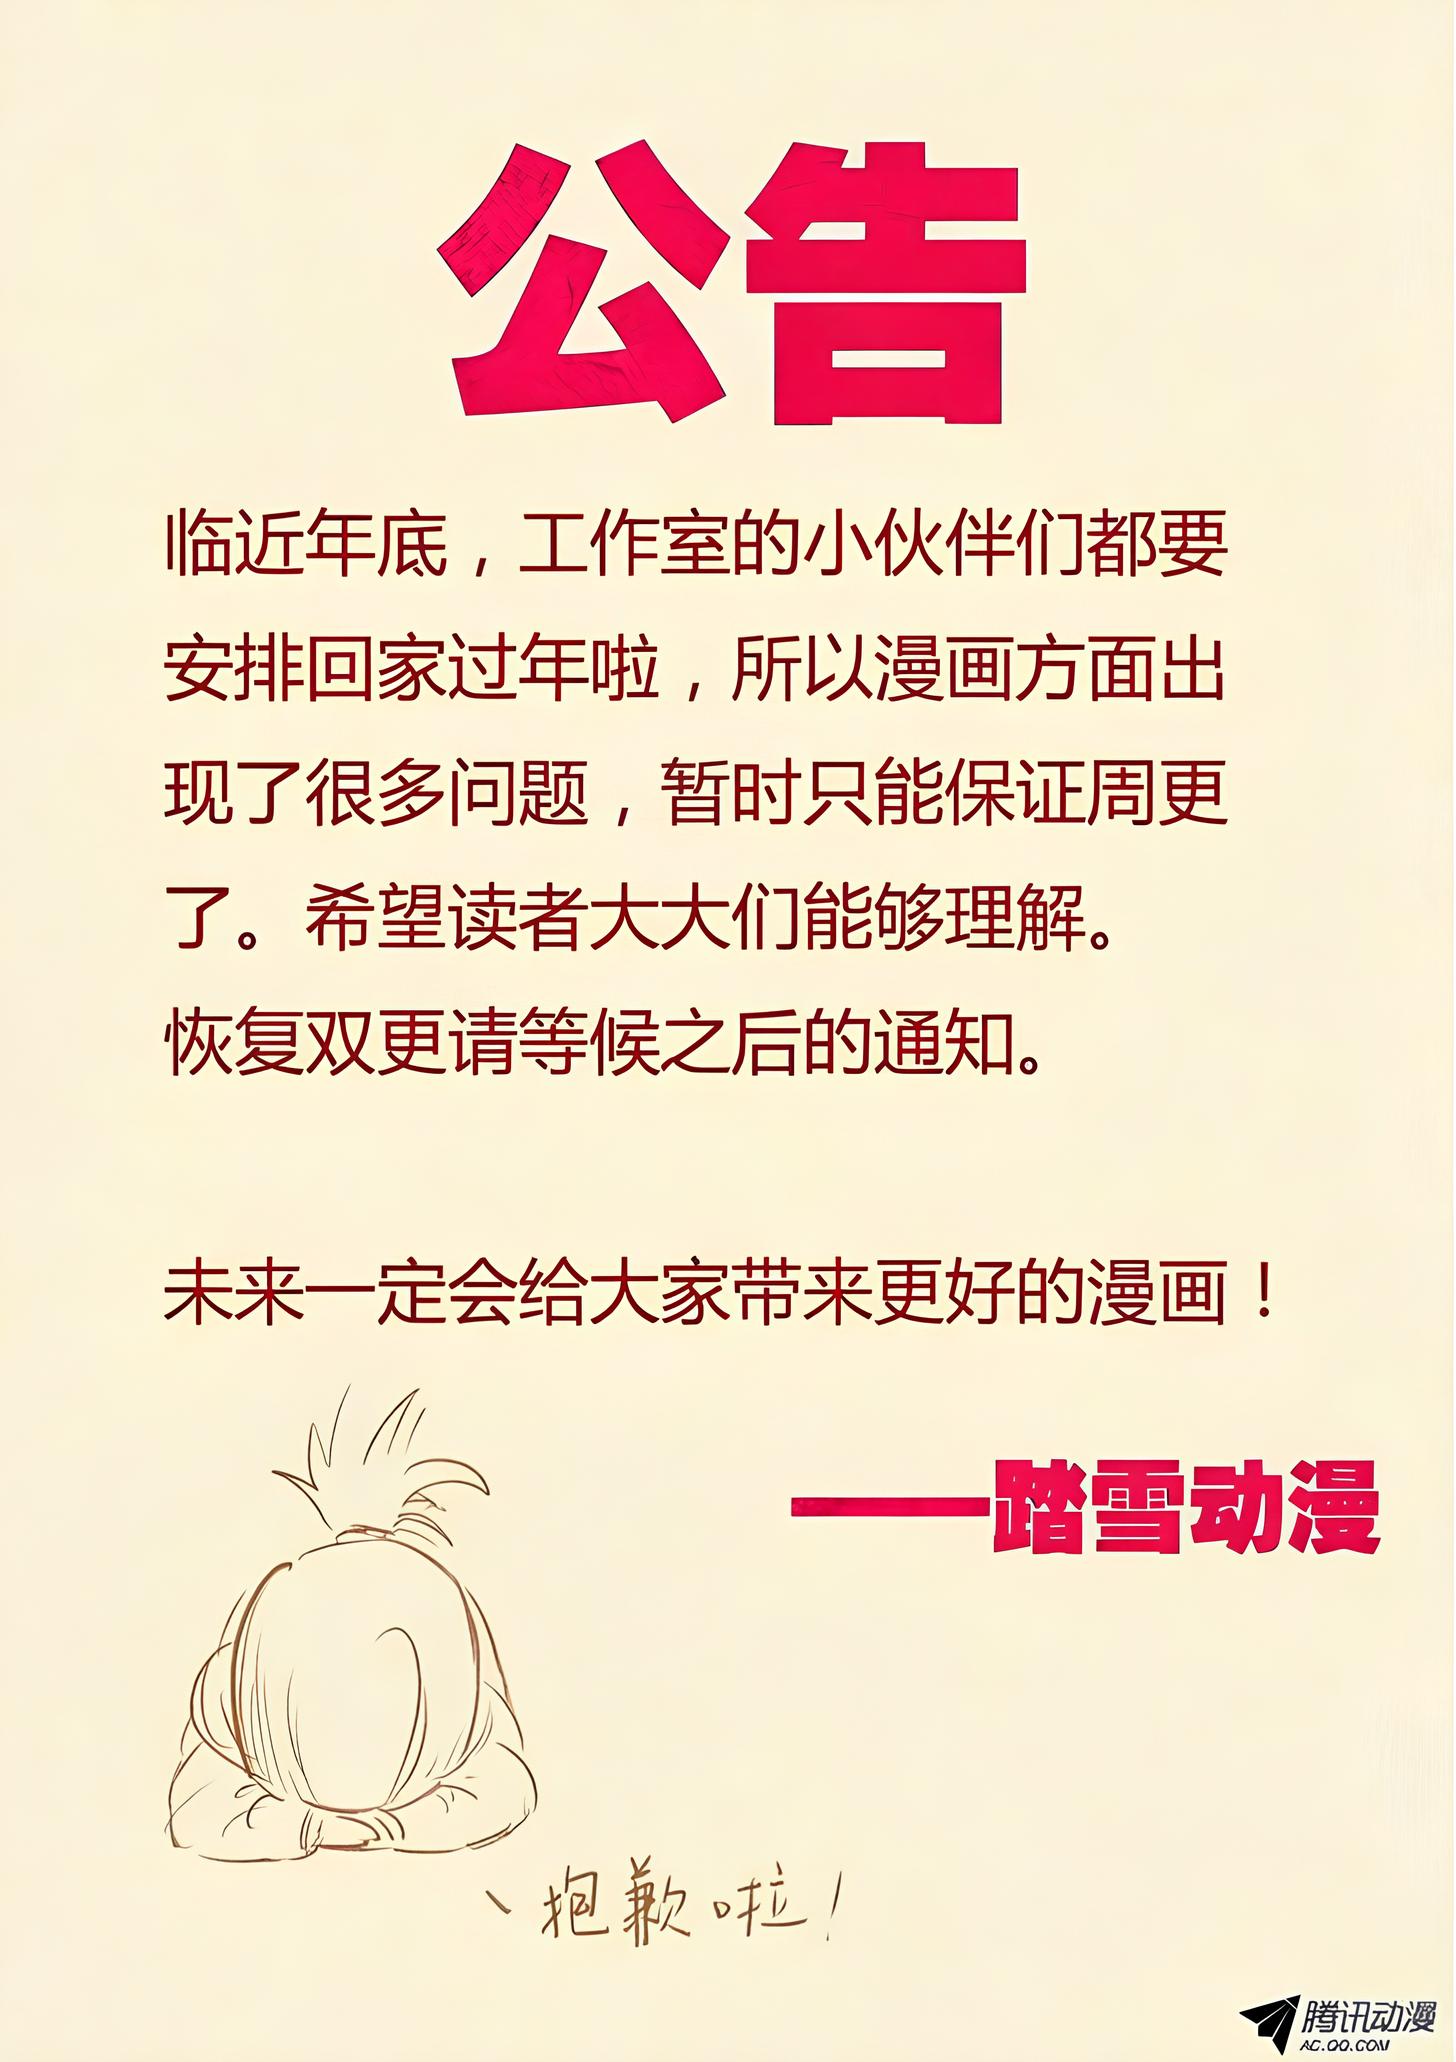 公告
临近年底，工作室的小伙伴们都要
安排回家过年啦，所以漫画方面出
现了很多问题，暂时只能保证周更
了。希望读者大大们能够理解。
恢复双更请等候之后的通知。
未来一定会给大家带来更好的漫画！
——踏雪动漫
抱歉啦！
腾讯动漫
AC.QQ.COM